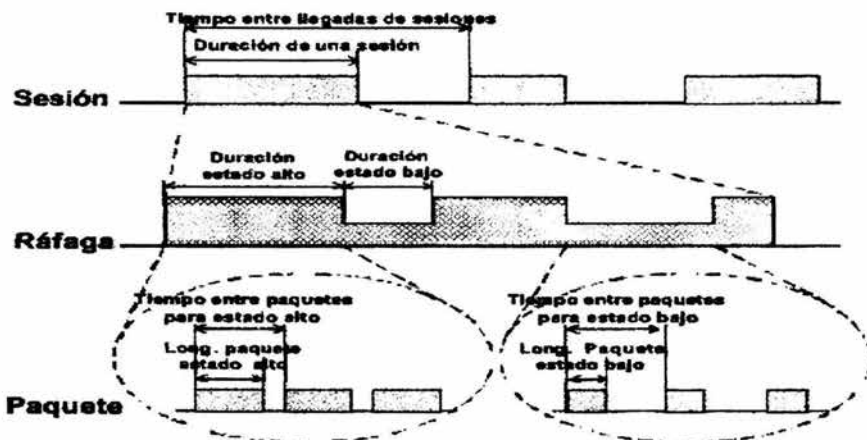 Tiempo entre llegadas de sesiones
Duración de una sesión
Sesión
Duración
estado alto
Duración
estado bajo
Ráfaga
Tiempo entre paquetes
para estado alto
Long. paquete
estado alto
Tiempo entre paquetes
para estado bajo
Long. Paquete
estado bajo
Paquete